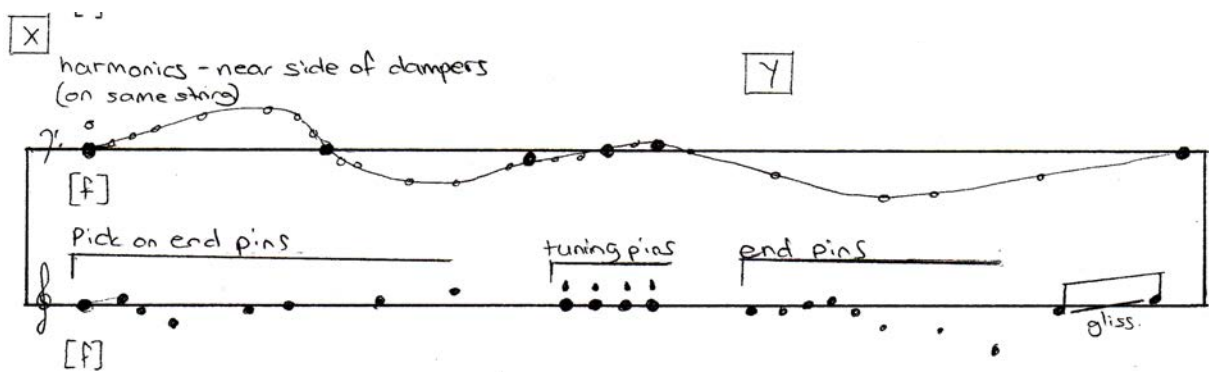 X
harmonics - near side of dampers
(on same string)
Y
[f]
Pick on end pins
tuning pins
end pins
gliss.
[f]